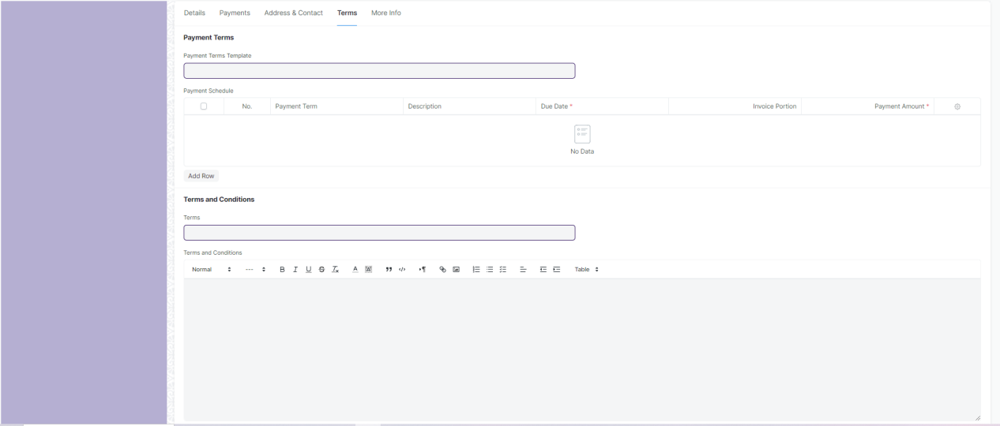 Details Payments Address & Contact Terms More Info
Payment Terms
Payment Terms Template
Payment Schedule
No. Payment Term Description Due Date * Invoice Portion Payment Amount *
No Data
Add Row
Terms and Conditions
Terms
Terms and Conditions
Normal --- B I U S Tx A A Table